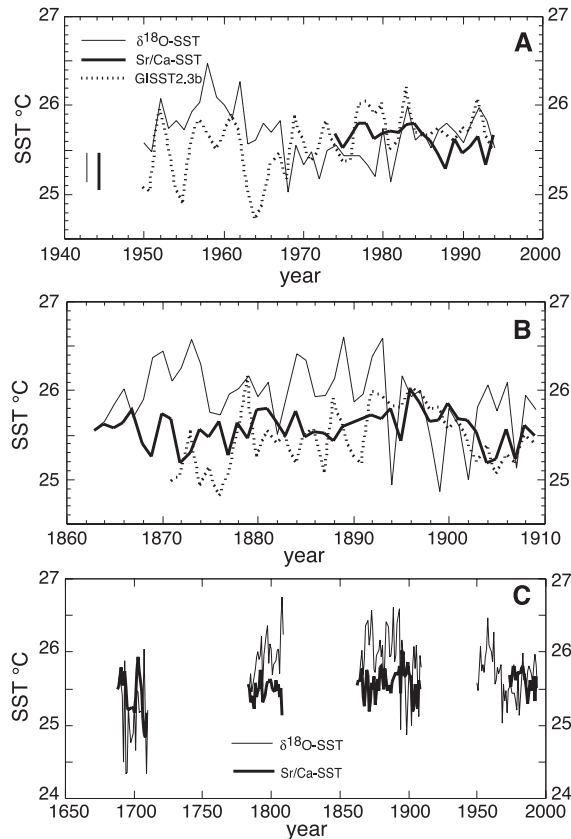 A
δ18O-SST
Sr/Ca-SST
GISST2.3b
27
26
25
SST °C
27
26
25
1940 1950 1960 1970 1980 1990 2000
year
B
27
26
25
SST °C
27
26
25
1860 1870 1880 1890 1900 1910
year
C
27
26
25
24
SST °C
27
26
25
24
δ18O-SST
Sr/Ca-SST
1650 1700 1750 1800 1850 1900 1950 2000
year